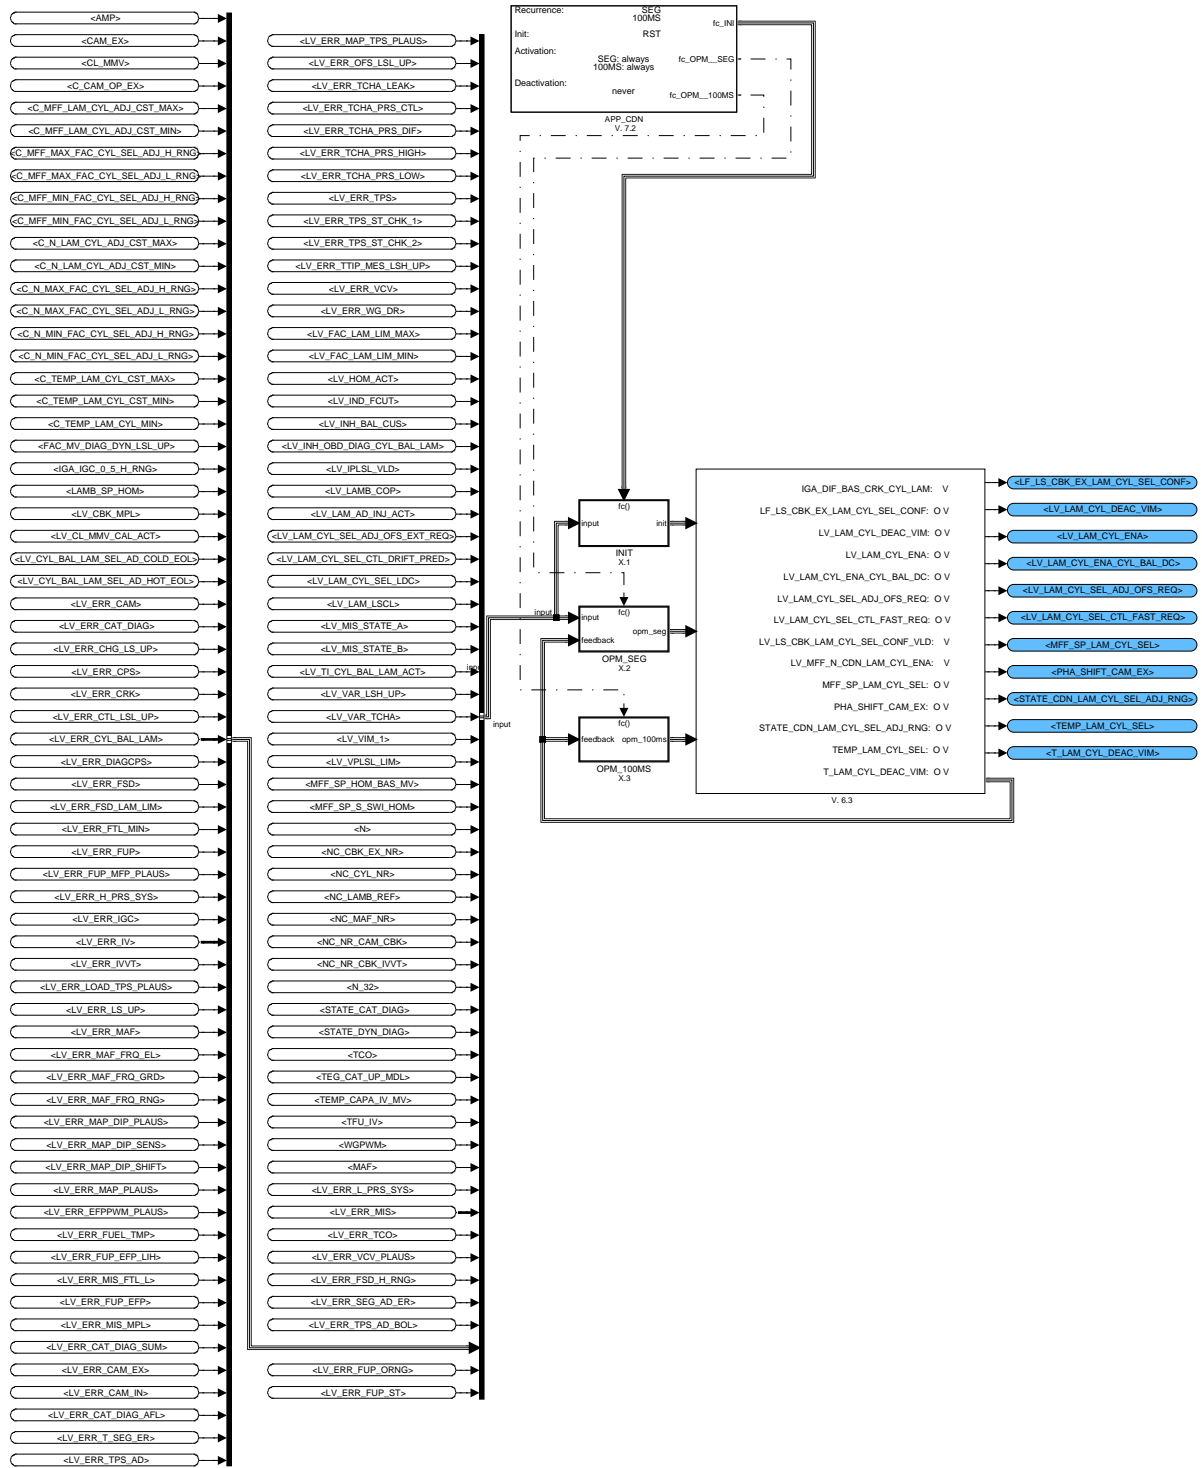 <AMP>
<CAM_EX>
<CL_MMV>
<C_CAM_OP_EX>
<C_MFF_LAM_CYL_ADJ_CST_MAX>
<C_MFF_LAM_CYL_ADJ_CST_MIN>
<C_MFF_MAX_FAC_CYL_SEL_ADJ_H_RNG>
<C_MFF_MAX_FAC_CYL_SEL_ADJ_L_RNG>
<C_MFF_MIN_FAC_CYL_SEL_ADJ_H_RNG>
<C_MFF_MIN_FAC_CYL_SEL_ADJ_L_RNG>
<C_N_LAM_CYL_ADJ_CST_MAX>
<C_N_LAM_CYL_ADJ_CST_MIN>
<C_N_MAX_FAC_CYL_SEL_ADJ_H_RNG>
<C_N_MAX_FAC_CYL_SEL_ADJ_L_RNG>
<C_N_MIN_FAC_CYL_SEL_ADJ_H_RNG>
<C_N_MIN_FAC_CYL_SEL_ADJ_L_RNG>
<C_TEMP_LAM_CYL_CST_MAX>
<C_TEMP_LAM_CYL_CST_MIN>
<C_TEMP_LAM_CYL_MIN>
<FAC_MV_DIAG_DYN_LSL_UP>
<IGA_IGC_0_5_H_RNG>
<LAMB_SP_HOM>
<LV_CBK_MPL>
<LV_CL_MMV_CAL_ACT>
<LV_CYL_BAL_LAM_SEL_AD_COLD_EOL>
<LV_CYL_BAL_LAM_SEL_AD_HOT_EOL>
<LV_ERR_CAM>
<LV_ERR_CAT_DIAG>
<LV_ERR_CHG_LS_UP>
<LV_ERR_CPS>
<LV_ERR_CRK>
<LV_ERR_CTL_LSL_UP>
<LV_ERR_CYL_BAL_LAM>
<LV_ERR_DIAGCPS>
<LV_ERR_FSD>
<LV_ERR_FSD_LAM_LIM>
<LV_ERR_FTL_MIN>
<LV_ERR_FUP>
<LV_ERR_FUP_MFP_PLAUS>
<LV_ERR_H_PRS_SYS>
<LV_ERR_IGC>
<LV_ERR_IV>
<LV_ERR_IVVT>
<LV_ERR_LOAD_TPS_PLAUS>
<LV_ERR_LS_UP>
<LV_ERR_MAF>
<LV_ERR_MAF_FRQ_EL>
<LV_ERR_MAF_FRQ_GRD>
<LV_ERR_MAF_FRQ_RNG>
<LV_ERR_MAP_DIP_PLAUS>
<LV_ERR_MAP_DIP_SENS>
<LV_ERR_MAP_DIP_SHIFT>
<LV_ERR_MAP_PLAUS>
<LV_ERR_EFPPWM_PLAUS>
<LV_ERR_FUEL_TMP>
<LV_ERR_FUP_EFP_LIH>
<LV_ERR_MIS_FTL_L>
<LV_ERR_FUP_EFP>
<LV_ERR_MIS_MPL>
<LV_ERR_CAT_DIAG_SUM>
<LV_ERR_CAM_EX>
<LV_ERR_CAM_IN>
<LV_ERR_CAT_DIAG_AFL>
<LV_ERR_T_SEG_ER>
<LV_ERR_TPS_AD>
<LV_ERR_MAP_TPS_PLAUS>
<LV_ERR_OFS_LSL_UP>
<LV_ERR_TCHA_LEAK>
<LV_ERR_TCHA_PRS_CTL>
<LV_ERR_TCHA_PRS_DIF>
<LV_ERR_TCHA_PRS_HIGH>
<LV_ERR_TCHA_PRS_LOW>
<LV_ERR_TPS>
<LV_ERR_TPS_ST_CHK_1>
<LV_ERR_TPS_ST_CHK_2>
<LV_ERR_TTIP_MES_LSH_UP>
<LV_ERR_VCV>
<LV_ERR_WG_DR>
<LV_FAC_LAM_LIM_MAX>
<LV_FAC_LAM_LIM_MIN>
<LV_HOM_ACT>
<LV_IND_FCUT>
<LV_INH_BAL_CUS>
<LV_INH_OBD_DIAG_CYL_BAL_LAM>
<LV_IPLSL_VLD>
<LV_LAMB_COP>
<LV_LAM_AD_INJ_ACT>
<LV_LAM_CYL_SEL_ADJ_OFS_EXT_REQ>
<LV_LAM_CYL_SEL_CTL_DRIFT_PRED>
<LV_LAM_CYL_SEL_LDC>
<LV_LAM_LSCL>
<LV_MIS_STATE_A>
<LV_MIS_STATE_B>
<LV_TI_CYL_BAL_LAM_ACT>
<LV_VAR_LSH_UP>
<LV_VAR_TCHA>
<LV_VIM_1>
<LV_VPLSL_LIM>
<MFF_SP_HOM_BAS_MV>
<MFF_SP_S_SWI_HOM>
<N>
<NC_CBK_EX_NR>
<NC_CYL_NR>
<NC_LAMB_REF>
<NC_MAF_NR>
<NC_NR_CAM_CBK>
<NC_NR_CBK_IVVT>
<N_32>
<STATE_CAT_DIAG>
<STATE_DYN_DIAG>
<TCO>
<TEG_CAT_UP_MDL>
<TEMP_CAPA_IV_MV>
<TFU_IV>
<WGPWM>
<MAF>
<LV_ERR_L_PRS_SYS>
<LV_ERR_MIS>
<LV_ERR_TCO>
<LV_ERR_VCV_PLAUS>
<LV_ERR_FSD_H_RNG>
<LV_ERR_SEG_AD_ER>
<LV_ERR_TPS_AD_BOL>
<LV_ERR_FUP_ORNG>
<LV_ERR_FUP_ST>
input
input
Recurrence: SEG
100MS
fc_INI
Init: RST
Activation:
SEG: always
100MS: always
fc_OPM__SEG
Deactivation:
never
fc_OPM__100MS
APP_CDN
V. 7.2
fc()
input init
INIT
X.1
fc()
input
opm_seg
feedback
OPM_SEG
X.2
fc()
feedback opm_100ms
OPM_100MS
X.3
IGA_DIF_BAS_CRK_CYL_LAM: V
LF_LS_CBK_EX_LAM_CYL_SEL_CONF: O V
LV_LAM_CYL_DEAC_VIM: O V
LV_LAM_CYL_ENA: O V
LV_LAM_CYL_ENA_CYL_BAL_DC: O V
LV_LAM_CYL_SEL_ADJ_OFS_REQ: O V
LV_LAM_CYL_SEL_CTL_FAST_REQ: O V
LV_LS_CBK_LAM_CYL_SEL_CONF_VLD: V
LV_MFF_N_CDN_LAM_CYL_ENA: V
MFF_SP_LAM_CYL_SEL: O V
PHA_SHIFT_CAM_EX: O V
STATE_CDN_LAM_CYL_SEL_ADJ_RNG: O V
TEMP_LAM_CYL_SEL: O V
T_LAM_CYL_DEAC_VIM: O V
V. 6.3
<LF_LS_CBK_EX_LAM_CYL_SEL_CONF>
<LV_LAM_CYL_DEAC_VIM>
<LV_LAM_CYL_ENA>
<LV_LAM_CYL_ENA_CYL_BAL_DC>
<LV_LAM_CYL_SEL_ADJ_OFS_REQ>
<LV_LAM_CYL_SEL_CTL_FAST_REQ>
<MFF_SP_LAM_CYL_SEL>
<PHA_SHIFT_CAM_EX>
<STATE_CDN_LAM_CYL_SEL_ADJ_RNG>
<TEMP_LAM_CYL_SEL>
<T_LAM_CYL_DEAC_VIM>